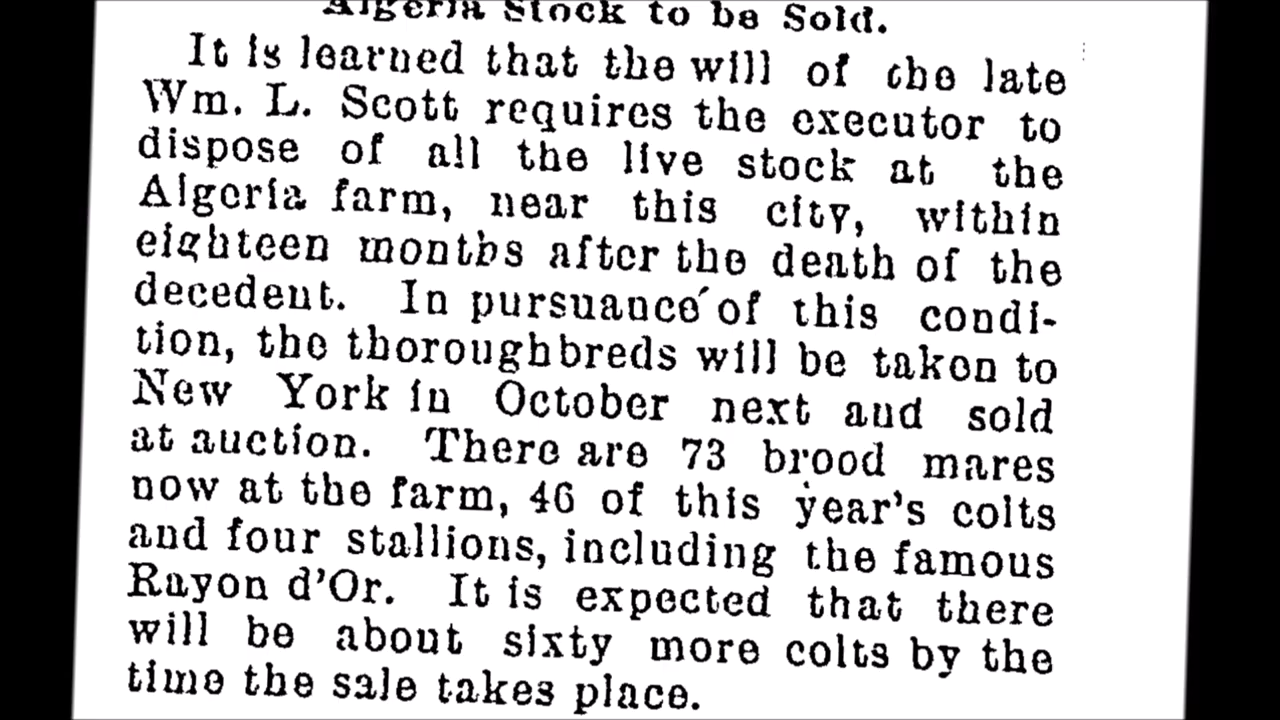 Algeria Stock to be Sold.
It is learned that the will of the late
Wm. L. Scott requires the executor to
dispose of all the live stock at the
Algeria farm, near this city, within
eighteen months after the death of the
decedent. In pursuance of this condi-
tion, the thoroughbreds will be taken to
New York in October next and sold
at auction. There are 73 brood mares
now at the farm, 46 of this year's colts
and four stallions, including the famous
Rayon d'Or. It is expected that there
will be about sixty more colts by the
time the sale takes place.